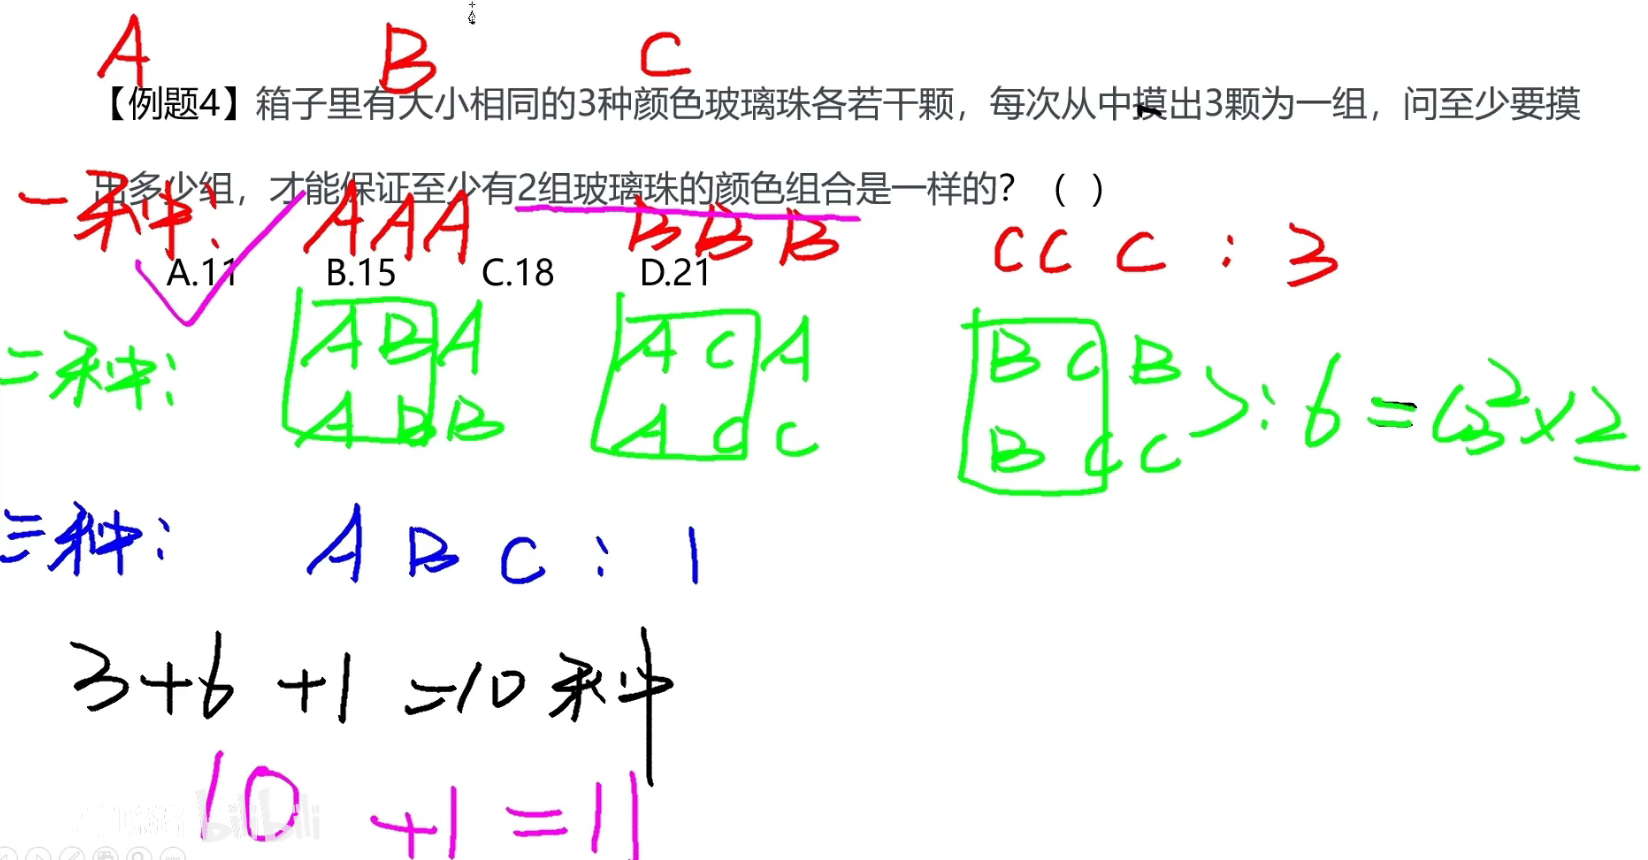 A B C
【例题4】箱子里有大小相同的3种颜色玻璃珠各若干颗，每次从中摸出3颗为一组，问至少要摸
出多少组，才能保证至少有2组玻璃珠的颜色组合是一样的？（ ）
一种： AAA BBB CCC：3
A.11 B.15 C.18 D.21
二种： ABA ACA BCB
ABB ACC BCC ：6=C₃²×2
三种： ABC：1
3+6+1=10种
10+1=11
bilibili